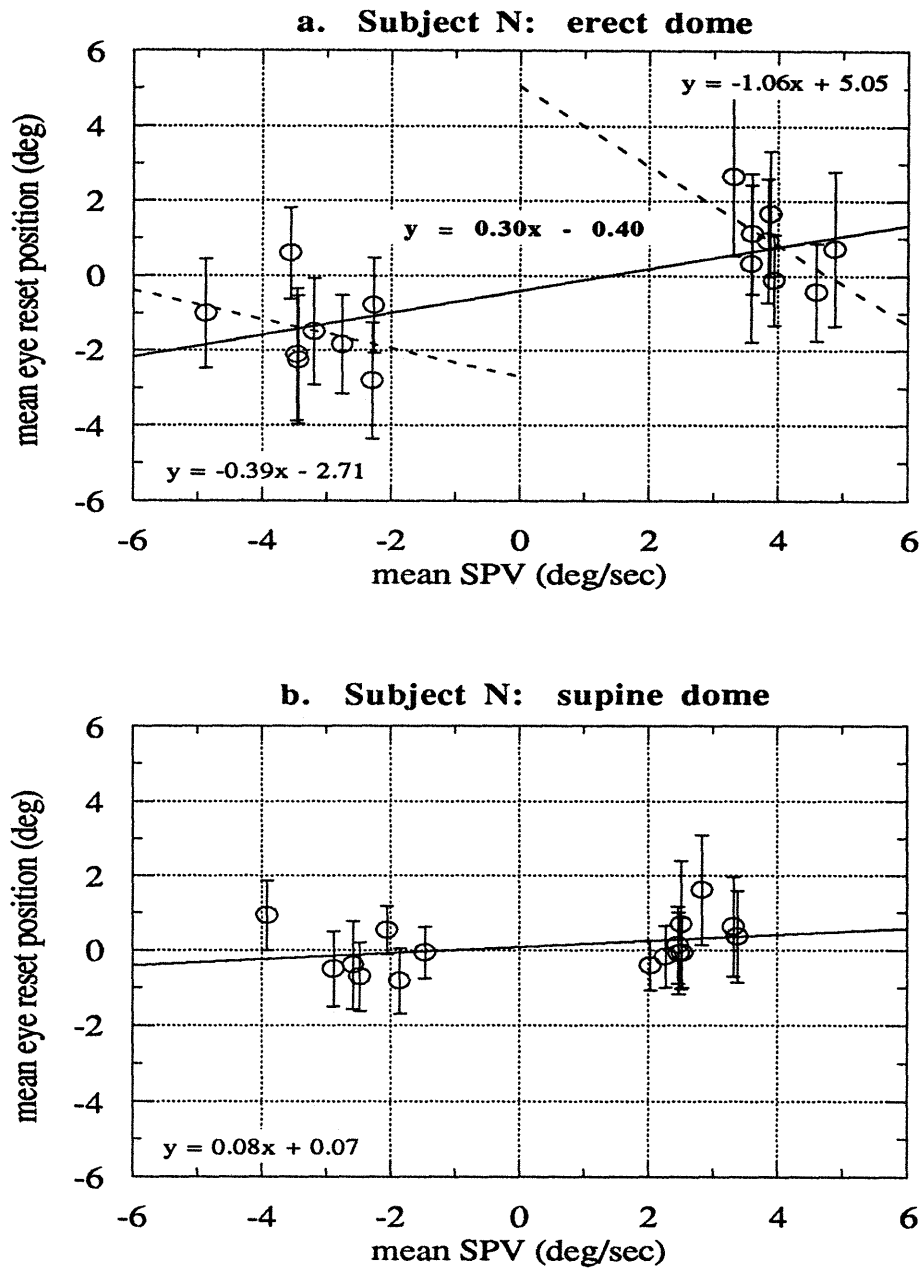 a. Subject N: erect dome
6
4
2
0
-2
-4
-6
mean eye reset position (deg)
y = -1.06x + 5.05
y = 0.30x - 0.40
y = -0.39x - 2.71
-6 -4 -2 0 2 4 6
mean SPV (deg/sec)
b. Subject N: supine dome
6
4
2
0
-2
-4
-6
mean eye reset position (deg)
y = 0.08x + 0.07
-6 -4 -2 0 2 4 6
mean SPV (deg/sec)